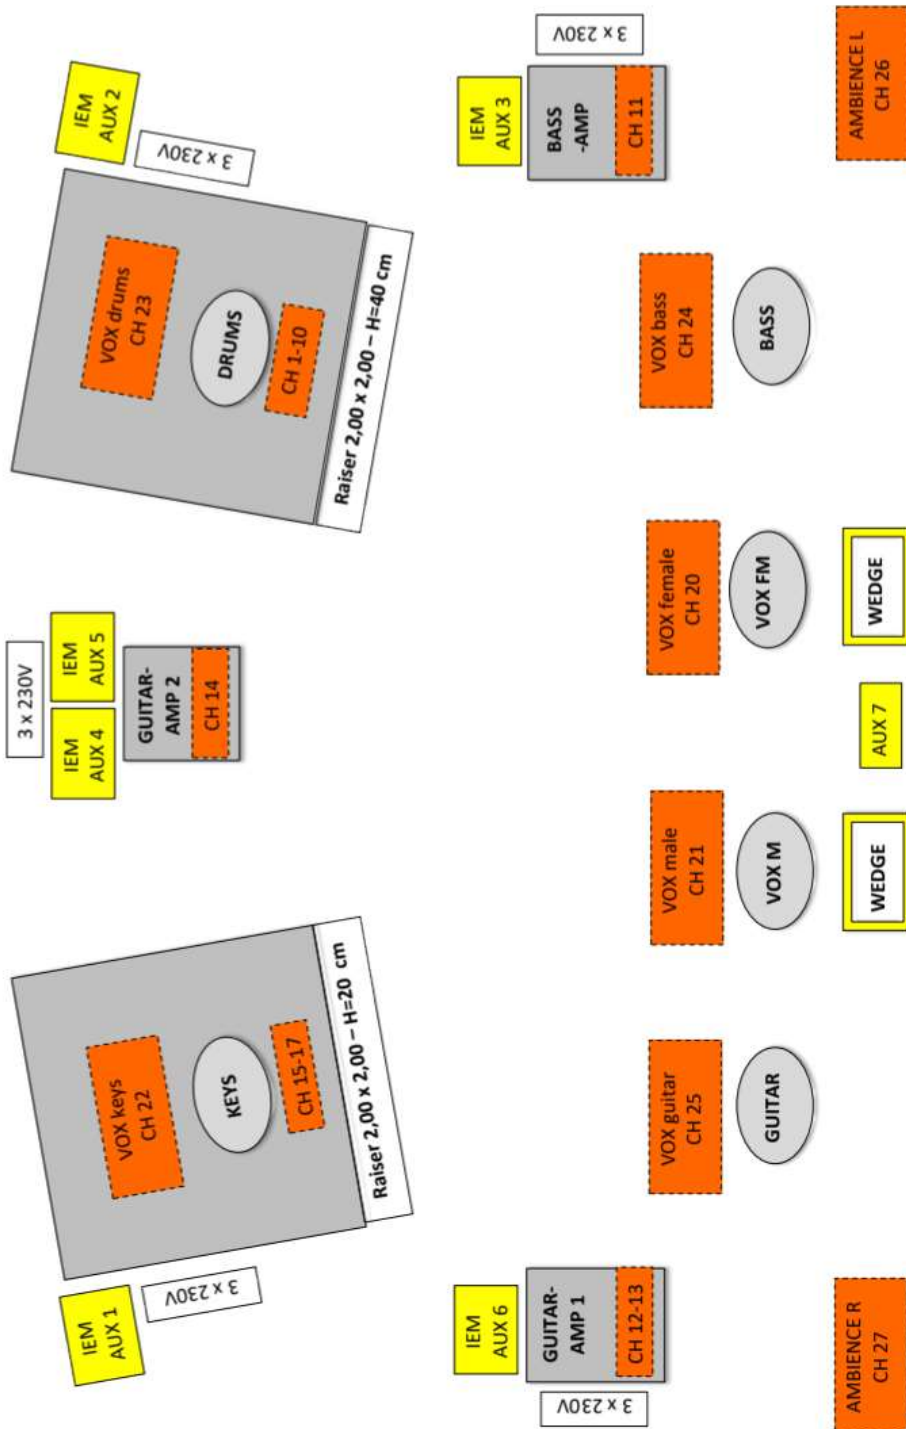 IEM
AUX 1
3 x 230V
VOX keys
CH 22
KEYS
CH 15-17
Raiser 2,00 x 2,00 – H=20 cm
3 x 230V
IEM
AUX 4
IEM
AUX 5
GUITAR-
AMP 2
CH 14
VOX drums
CH 23
DRUMS
CH 1-10
Raiser 2,00 x 2,00 – H=40 cm
IEM
AUX 2
3 x 230V
IEM
AUX 6
3 x 230V
GUITAR-
AMP 1
CH 12-13
IEM
AUX 3
BASS
-AMP
CH 11
3 x 230V
VOX guitar
CH 25
GUITAR
VOX male
CH 21
VOX M
VOX female
CH 20
VOX FM
VOX bass
CH 24
BASS
AMBIENCE R
CH 27
WEDGE
AUX 7
WEDGE
AMBIENCE L
CH 26